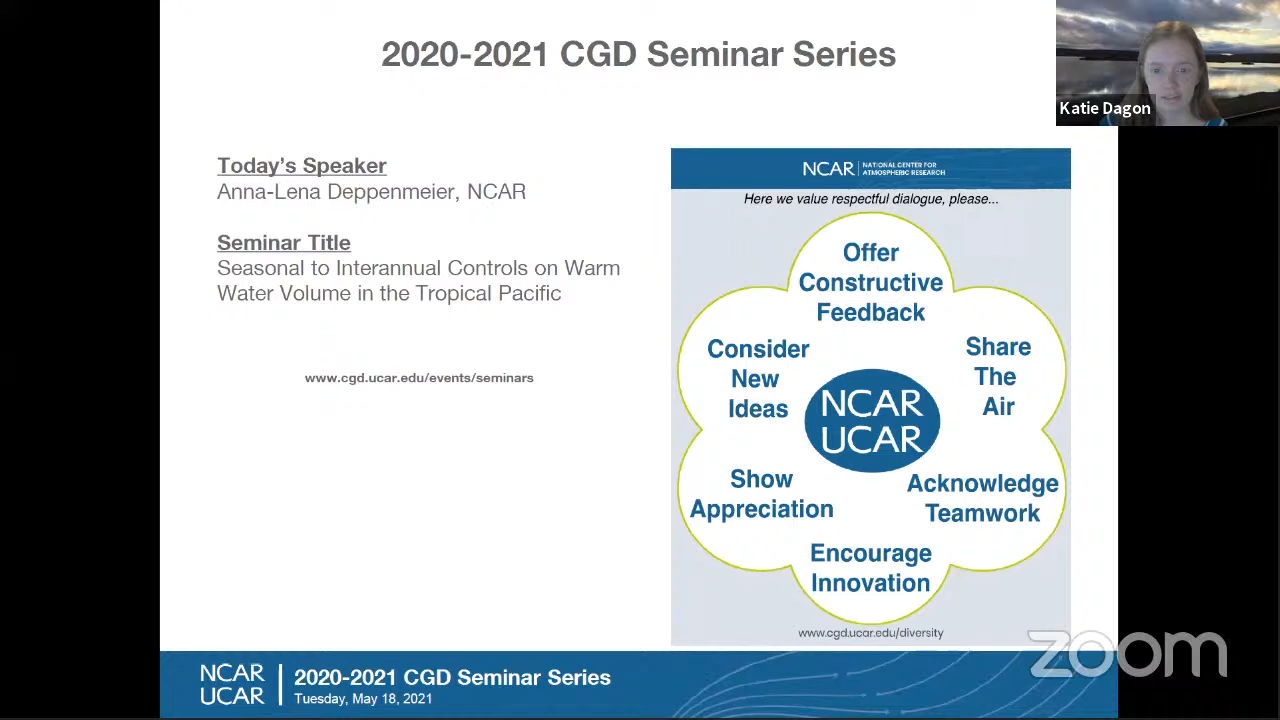 2020-2021 CGD Seminar Series
Katie Dagon
Today's Speaker
Anna-Lena Deppenmeier, NCAR
Seminar Title
Seasonal to Interannual Controls on Warm
Water Volume in the Tropical Pacific
www.cgd.ucar.edu/events/seminars
NCAR
NATIONAL CENTER FOR
ATMOSPHERIC RESEARCH
Here we value respectful dialogue, please...
Offer
Constructive
Feedback
Consider
New
Ideas
Share
The
Air
NCAR
UCAR
Show
Appreciation
Acknowledge
Teamwork
Encourage
Innovation
www.cgd.ucar.edu/diversity
zoom
NCAR
UCAR
2020-2021 CGD Seminar Series
Tuesday, May 18, 2021